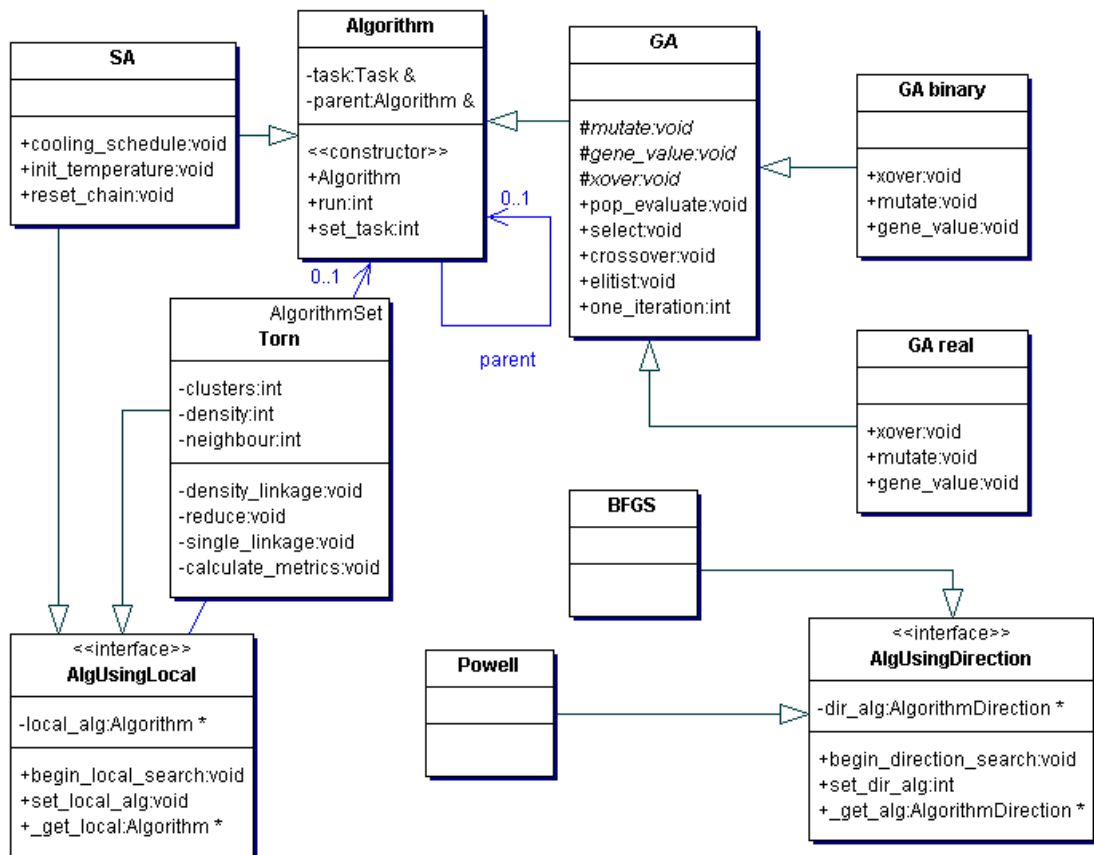 SA
+cooling_schedule:void
+init_temperature:void
+reset_chain:void
Algorithm
-task:Task &
-parent:Algorithm &
<<constructor>>
+Algorithm
+run:int
+set_task:int
0..1
0..1
parent
GA
#mutate:void
#gene_value:void
#xover:void
+pop_evaluate:void
+select:void
+crossover:void
+elitist:void
+one_iteration:int
GA binary
+xover:void
+mutate:void
+gene_value:void
GA real
+xover:void
+mutate:void
+gene_value:void
AlgorithmSet
Torn
-clusters:int
-density:int
-neighbour:int
-density_linkage:void
-reduce:void
-single_linkage:void
-calculate_metrics:void
BFGS
Powell
<<interface>>
AlgUsingLocal
-local_alg:Algorithm *
+begin_local_search:void
+set_local_alg:void
+_get_local:Algorithm *
<<interface>>
AlgUsingDirection
-dir_alg:AlgorithmDirection *
+begin_direction_search:void
+set_dir_alg:int
+_get_alg:AlgorithmDirection *